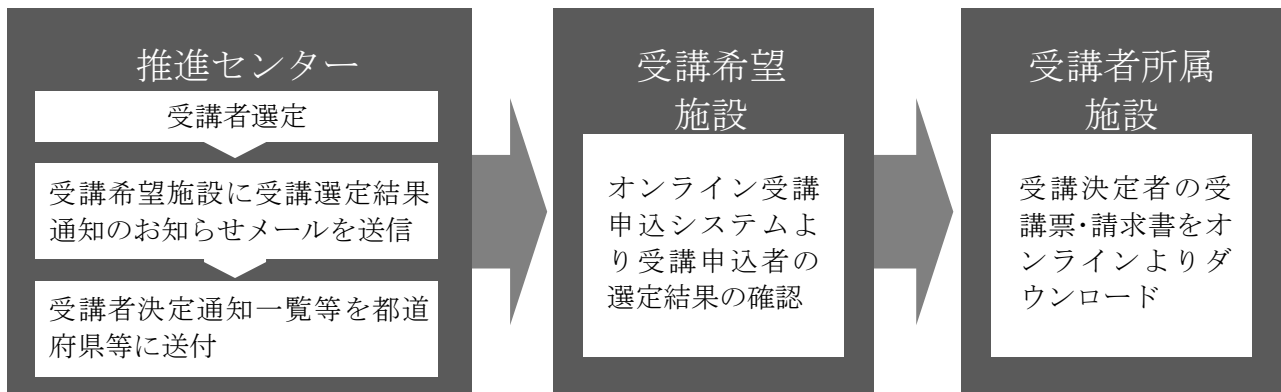 推進センター
受講者選定
受講希望施設に受講選定結果
通知のお知らせメールを送信
受講者決定通知一覧等を都道
府県等に送付
受講希望
施設
オンライン受講
申込システムよ
り受講申込者の
選定結果の確認
受講者所属
施設
受講決定者の受
講票・請求書をオ
ンラインよりダ
ウンロード